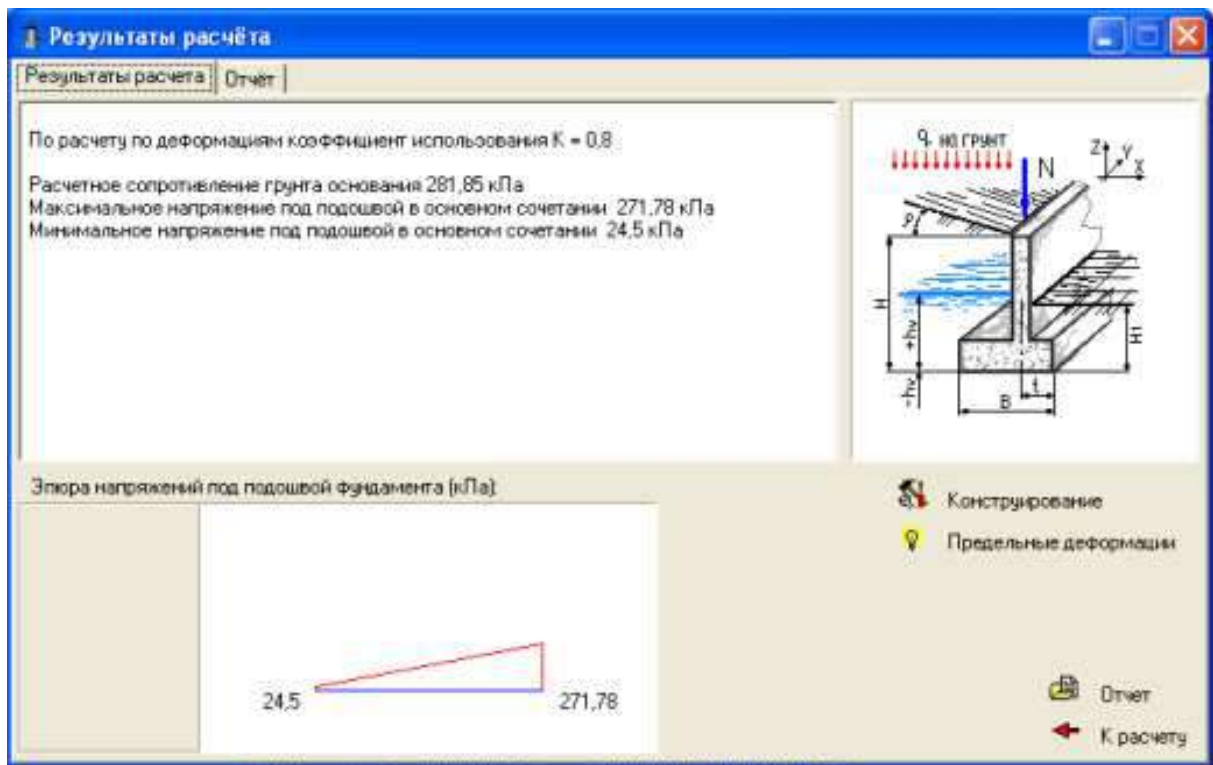 Результаты расчёта
Результаты расчета
Отчет
По расчету по деформациям коэффициент использования K = 0,8
Расчетное сопротивление грунта основания 281,85 кПа
Максимальное напряжение под подошвой в основном сочетании 271,78 кПа
Минимальное напряжение под подошвой в основном сочетании 24,5 кПа
q, на грунт
N
Z Y X
ρ
H
+hv
-hv
H1
t
B
Эпюра напряжений под подошвой фундамента (кПа)
24,5
271,78
Конструирование
Предельные деформации
Отчет
К расчету